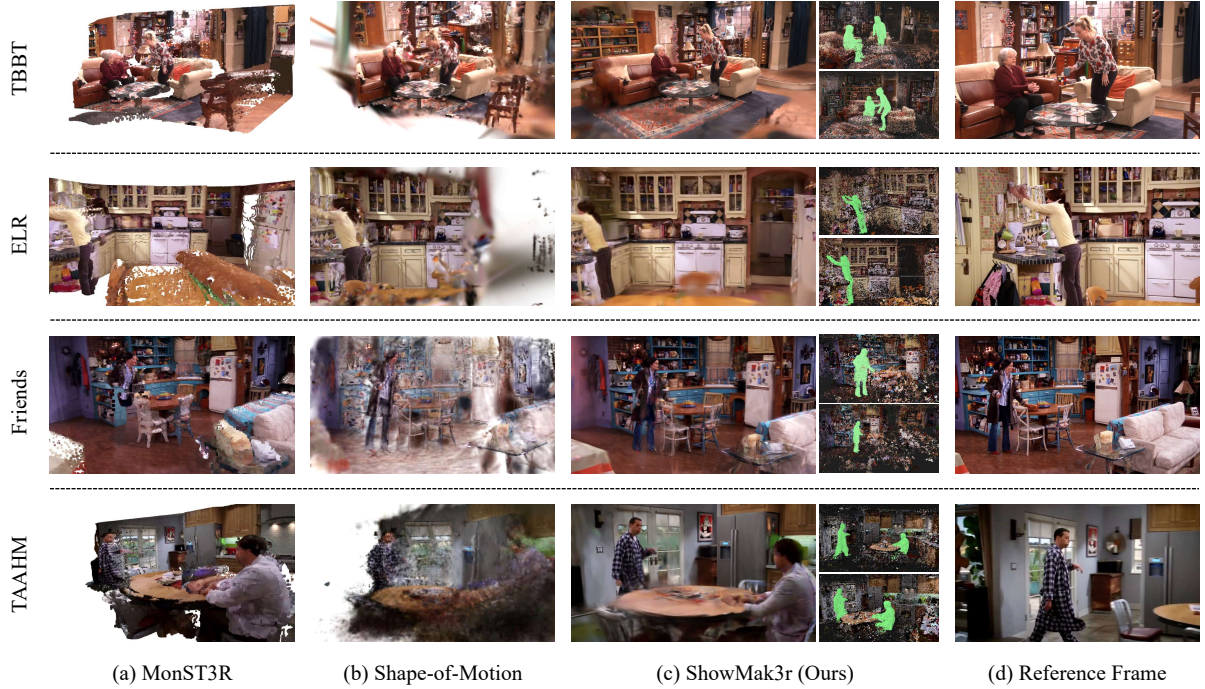 TBBT
ELR
Friends
TAAHM
(a) MonST3R
(b) Shape-of-Motion
(c) ShowMak3r (Ours)
(d) Reference Frame